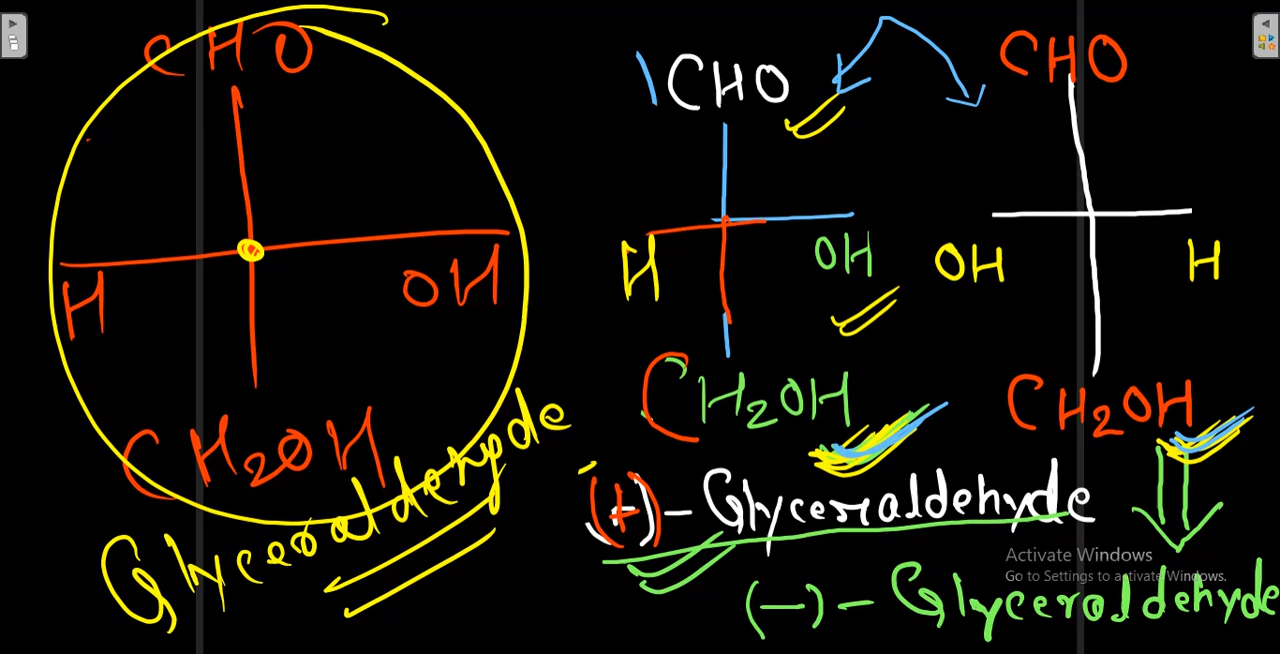 CHO
H OH
CH2OH
Glyceraldehyde
CHO
H OH
CH2OH
(+)-Glyceraldehyde
CHO
OH H
CH2OH
(-)-Glyceraldehyde
Activate Windows
Go to Settings to activate Windows.